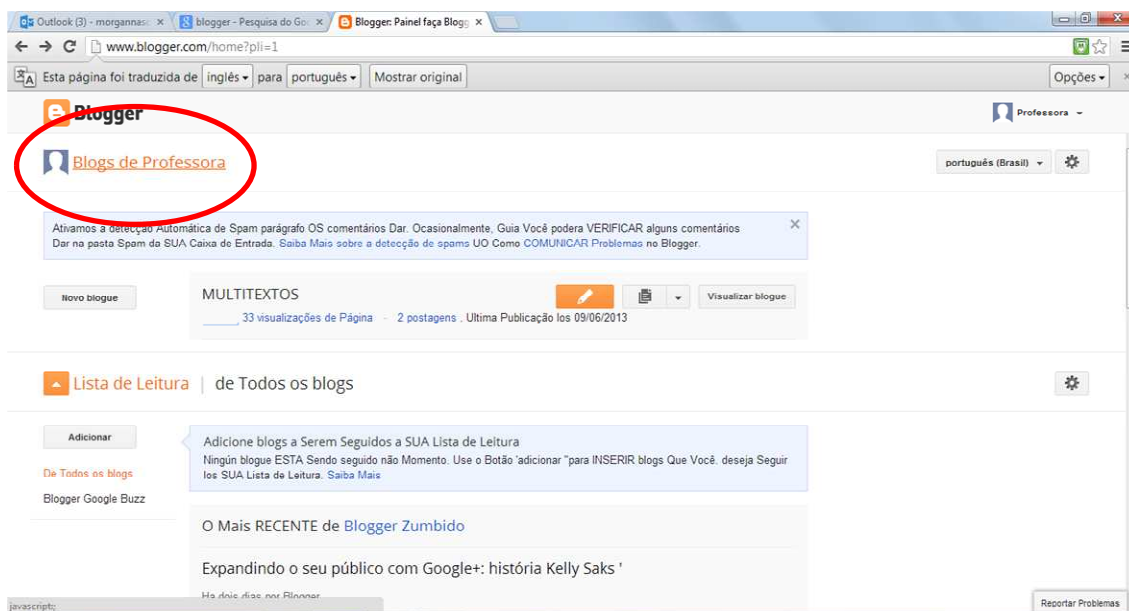 Outlook (3) - morgannasc
blogger - Pesquisa do Goo
Blogger: Painel faça Blogg
www.blogger.com/home?pli=1
Esta página foi traduzida de inglês para português Mostrar original Opções
Blogger
Professora
Blogs de Professora
português (Brasil)
Ativamos a detecção Automática de Spam parágrafo OS comentários Dar. Ocasionalmente, Guia Você podera VERIFICAR alguns comentários
Dar na pasta Spam da SUA Caixa de Entrada. Saiba Mais sobre a detecção de spams UO Como COMUNICAR Problemas no Blogger.
Novo blogue
MULTITEXTOS
Visualizar blogue
33 visualizações de Página - 2 postagens , Ultima Publicação los 09/06/2013
Lista de Leitura | de Todos os blogs
Adicionar
Adicione blogs a Serem Seguidos a SUA Lista de Leitura
Ningún blogue ESTA Sendo seguido não Momento. Use o Botão 'adicionar "para INSERIR blogs Que Você. deseja Seguir
los SUA Lista de Leitura. Saiba Mais
De Todos os blogs
Blogger Google Buzz
O Mais RECENTE de Blogger Zumbido
Expandindo o seu público com Google+: história Kelly Saks '
Ha dois dias por Blogger
javascript:;
Reportar Problemas